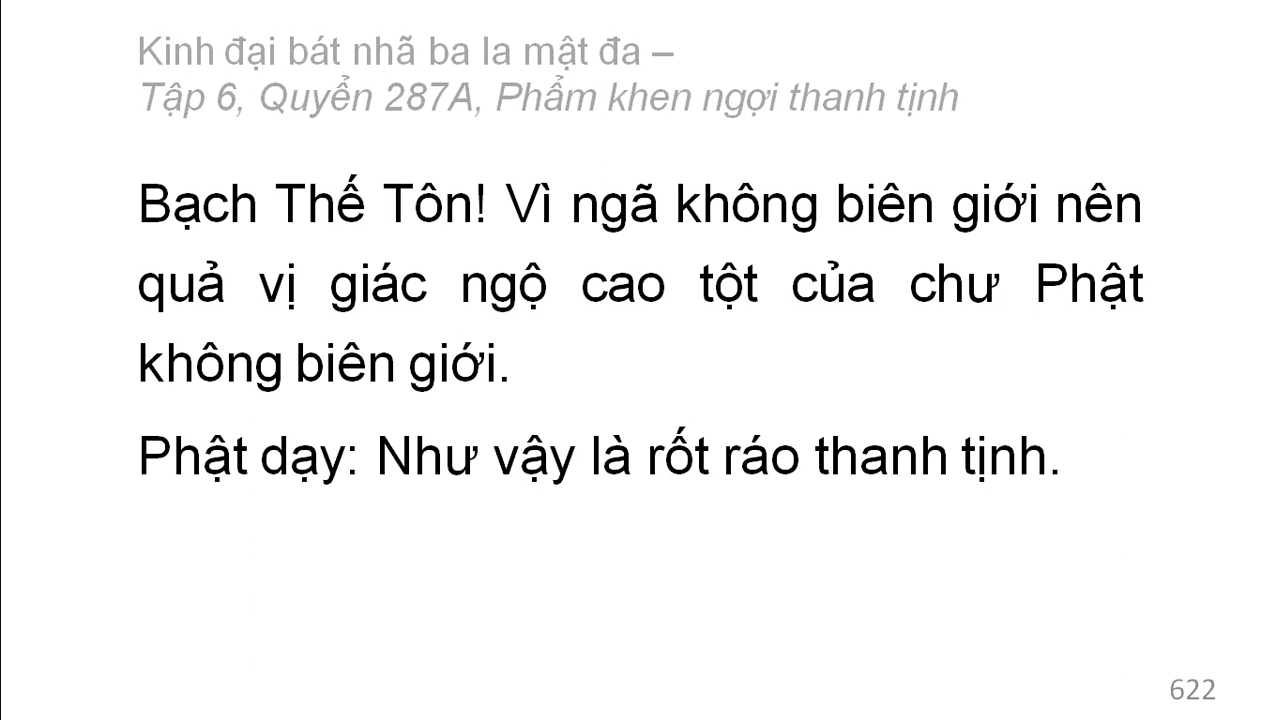 Kinh đại bát nhã ba la mật đa –
Tập 6, Quyển 287A, Phẩm khen ngợi thanh tịnh
Bạch Thế Tôn! Vì ngã không biên giới nên
quả vị giác ngộ cao tột của chư Phật
không biên giới.
Phật dạy: Như vậy là rốt ráo thanh tịnh.
622